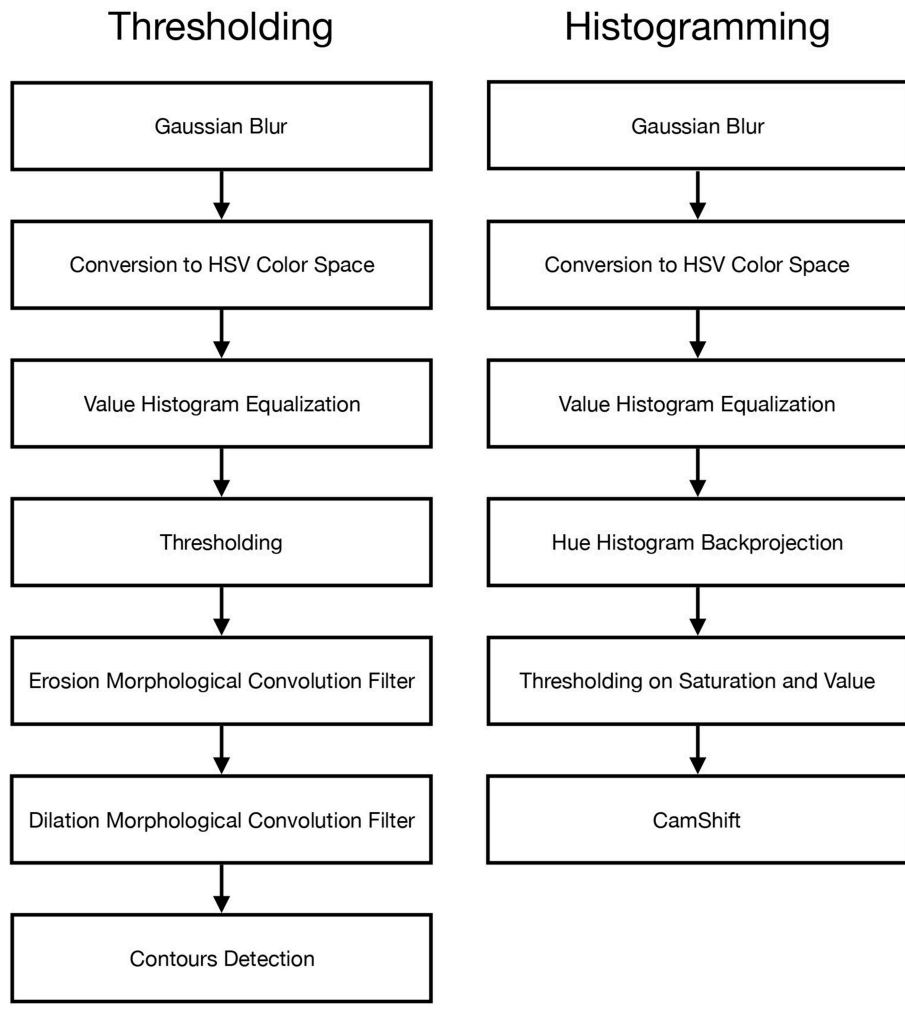 Thresholding
Gaussian Blur
Conversion to HSV Color Space
Value Histogram Equalization
Thresholding
Erosion Morphological Convolution Filter
Dilation Morphological Convolution Filter
Contours Detection
Histogramming
Gaussian Blur
Conversion to HSV Color Space
Value Histogram Equalization
Hue Histogram Backprojection
Thresholding on Saturation and Value
CamShift